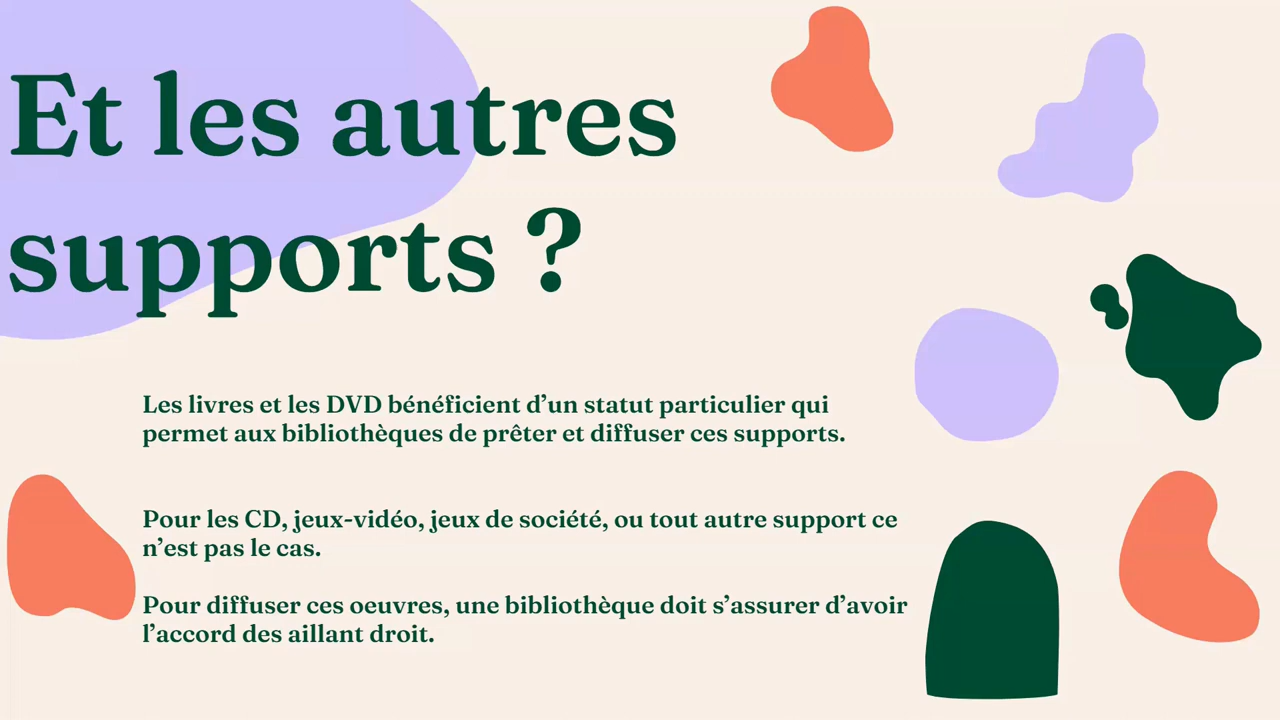 Et les autres
supports ?
Les livres et les DVD bénéficient d’un statut particulier qui
permet aux bibliothèques de prêter et diffuser ces supports.
Pour les CD, jeux-vidéo, jeux de société, ou tout autre support ce
n’est pas le cas.
Pour diffuser ces oeuvres, une bibliothèque doit s’assurer d’avoir
l’accord des aillant droit.